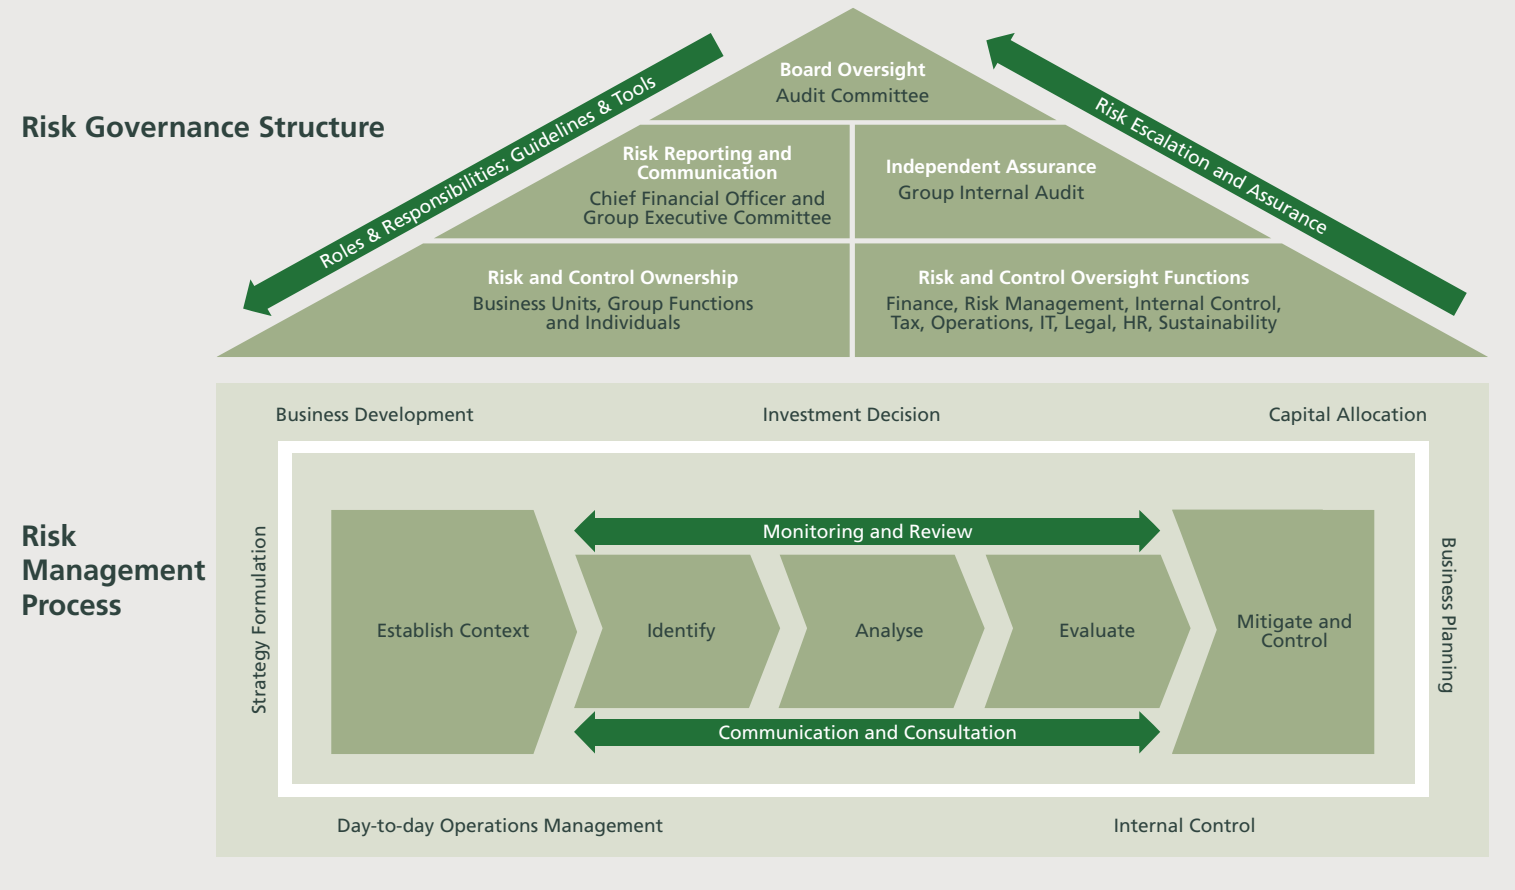 Risk Governance Structure
Roles & Responsibilities; Guidelines & Tools
Risk Escalation and Assurance
Board Oversight
Audit Committee
Risk Reporting and
Communication
Chief Financial Officer and
Group Executive Committee
Independent Assurance
Group Internal Audit
Risk and Control Ownership
Business Units, Group Functions
and Individuals
Risk and Control Oversight Functions
Finance, Risk Management, Internal Control,
Tax, Operations, IT, Legal, HR, Sustainability
Risk
Management
Process
Business Development
Investment Decision
Capital Allocation
Strategy Formulation
Monitoring and Review
Establish Context
Identify
Analyse
Evaluate
Mitigate and
Control
Communication and Consultation
Business Planning
Day-to-day Operations Management
Internal Control